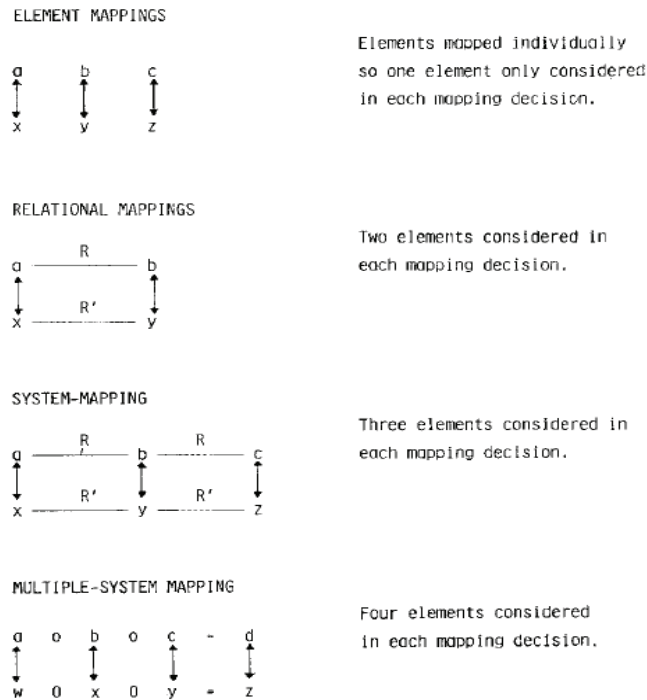 ELEMENT MAPPINGS
a b c
x y z
Elements mapped individually
so one element only considered
in each mapping decision.
RELATIONAL MAPPINGS
R
a b
R'
x y
Two elements considered in
each mapping decision.
SYSTEM-MAPPING
R R
a b c
R' R'
x y z
Three elements considered in
each mapping decision.
MULTIPLE-SYSTEM MAPPING
a o b o c - d
w O x O y = z
Four elements considered
in each mapping decision.